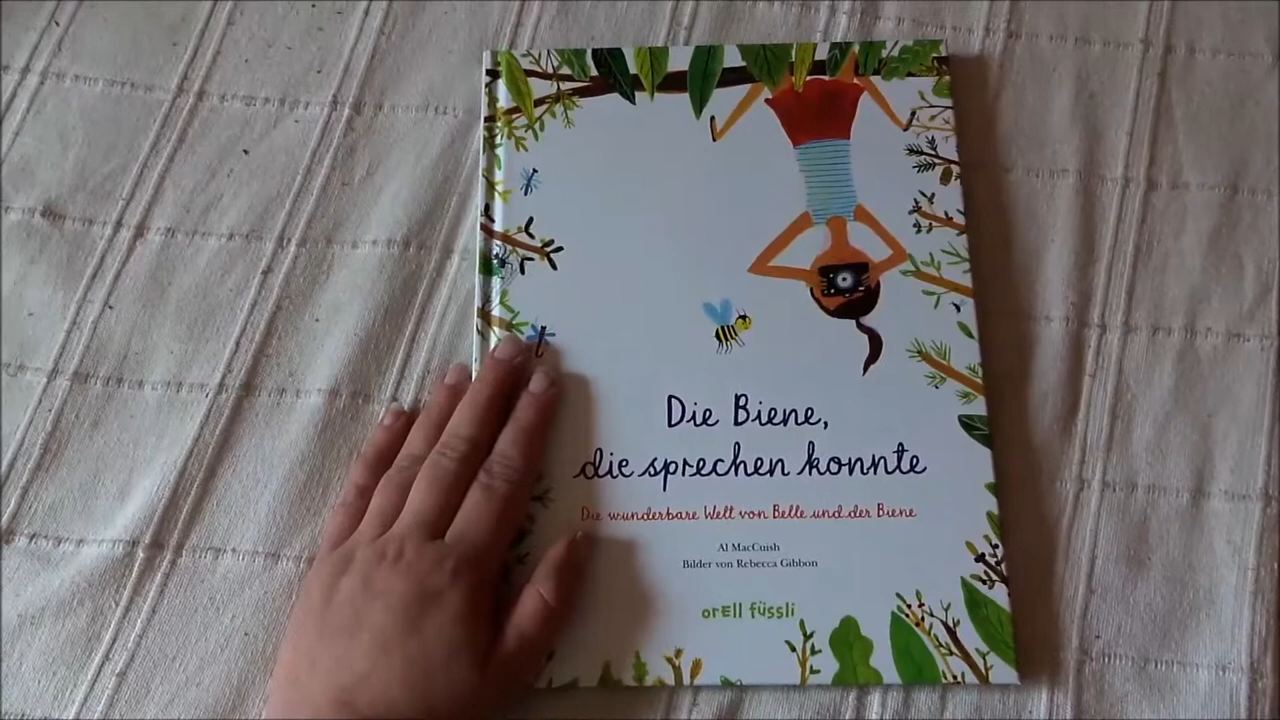 Die Biene,
die sprechen konnte
Die wunderbare Welt von Belle und der Biene
Al MacCuish
Bilder von Rebecca Gibbon
orell füssli